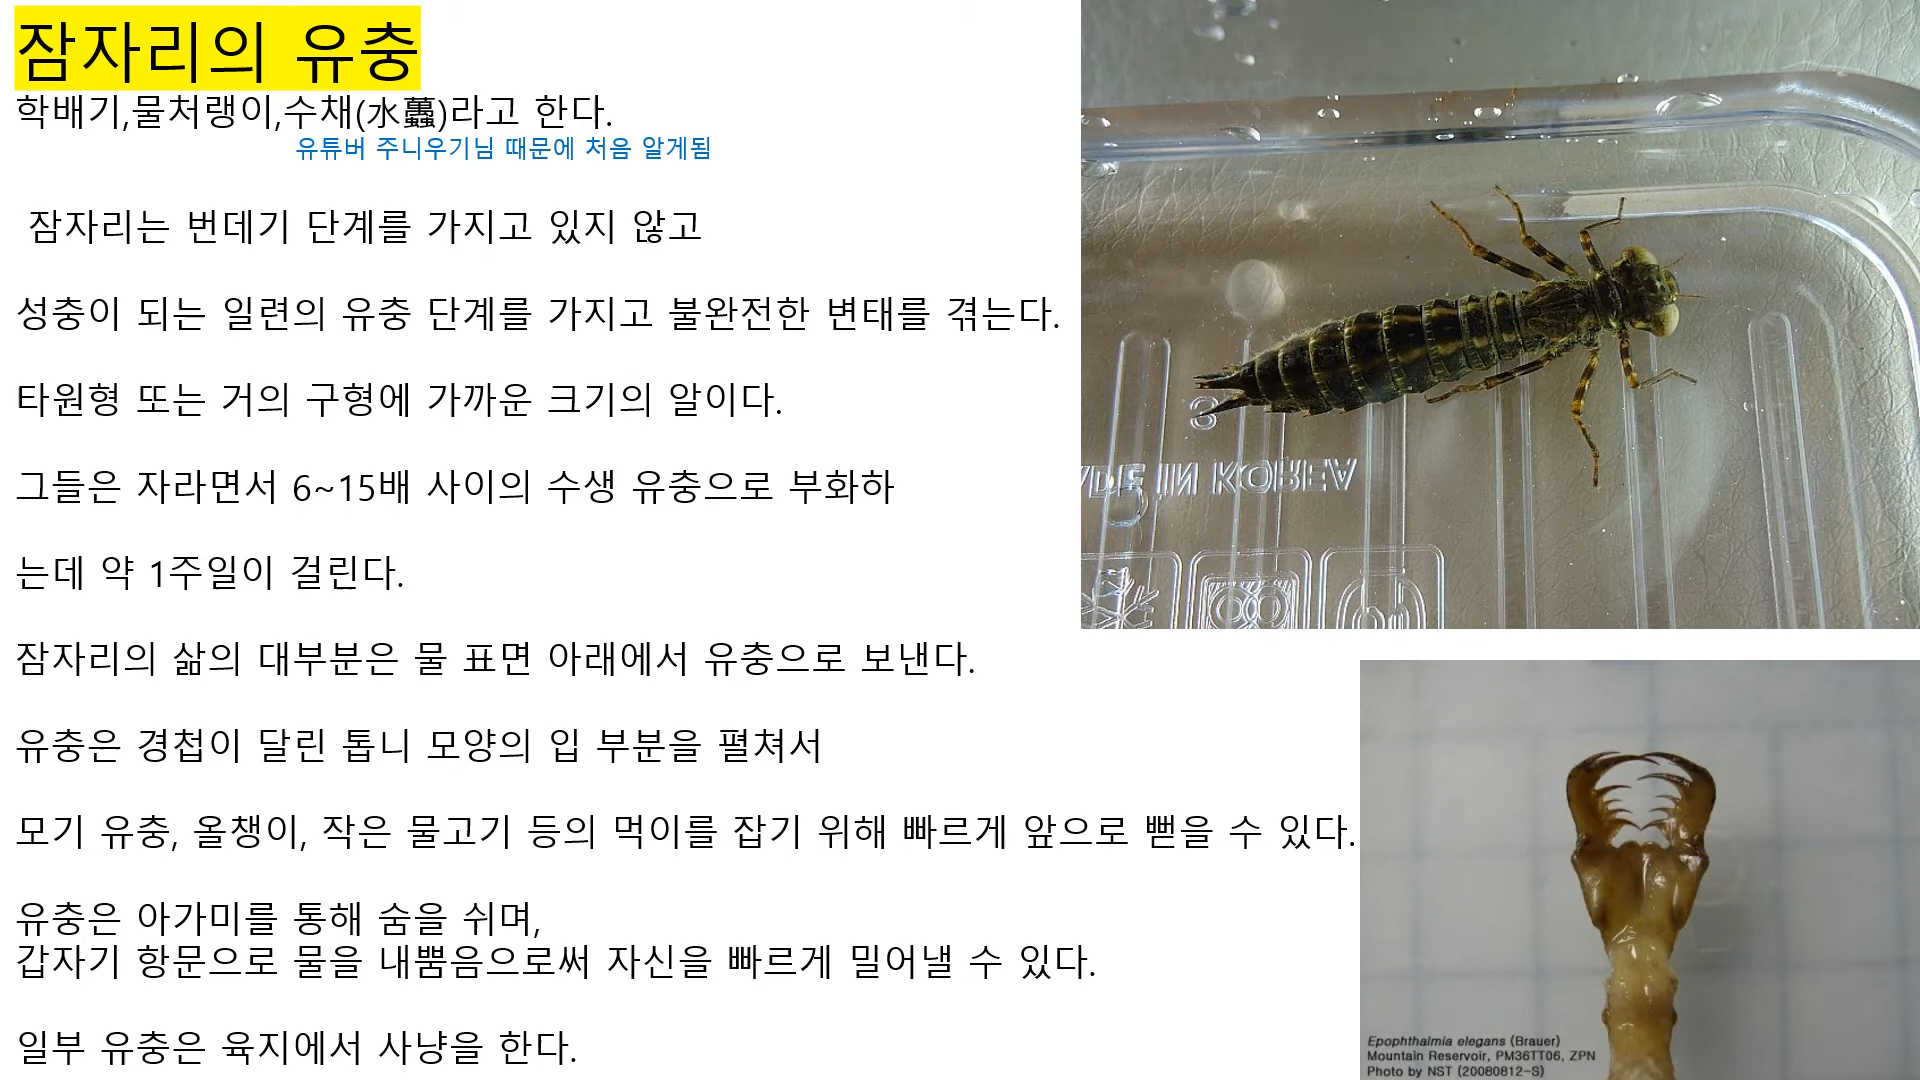 잠자리의 유충
학배기,물처랭이,수채(水蠆)라고 한다.
유튜버 주니우기님 때문에 처음 알게됨
잠자리는 번데기 단계를 가지고 있지 않고
성충이 되는 일련의 유충 단계를 가지고 불완전한 변태를 겪는다.
타원형 또는 거의 구형에 가까운 크기의 알이다.
그들은 자라면서 6~15배 사이의 수생 유충으로 부화하
는데 약 1주일이 걸린다.
잠자리의 삶의 대부분은 물 표면 아래에서 유충으로 보낸다.
유충은 경첩이 달린 톱니 모양의 입 부분을 펼쳐서
모기 유충, 올챙이, 작은 물고기 등의 먹이를 잡기 위해 빠르게 앞으로 뻗을 수 있다.
유충은 아가미를 통해 숨을 쉬며,
갑자기 항문으로 물을 내뿜음으로써 자신을 빠르게 밀어낼 수 있다.
일부 유충은 육지에서 사냥을 한다.
3
IN KOREA
Epophthalmia elegans (Brauer)
Mountain Reservoir, PM36TT06, ZPN
Photo by NST (20080812-S)